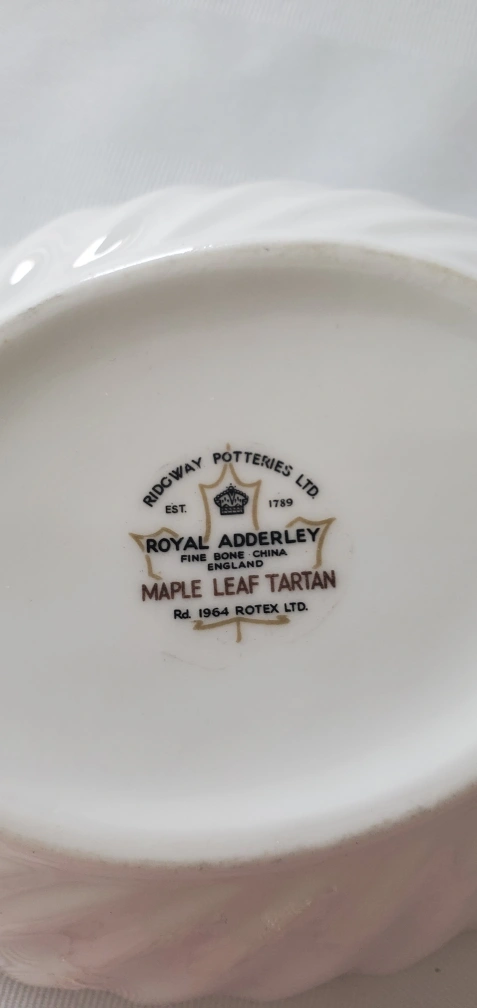 RIDGWAY POTTERIES LTD.
EST. 1789
ROYAL ADDERLEY
FINE BONE CHINA
ENGLAND
MAPLE LEAF TARTAN
Rd. 1964 ROTEX LTD.